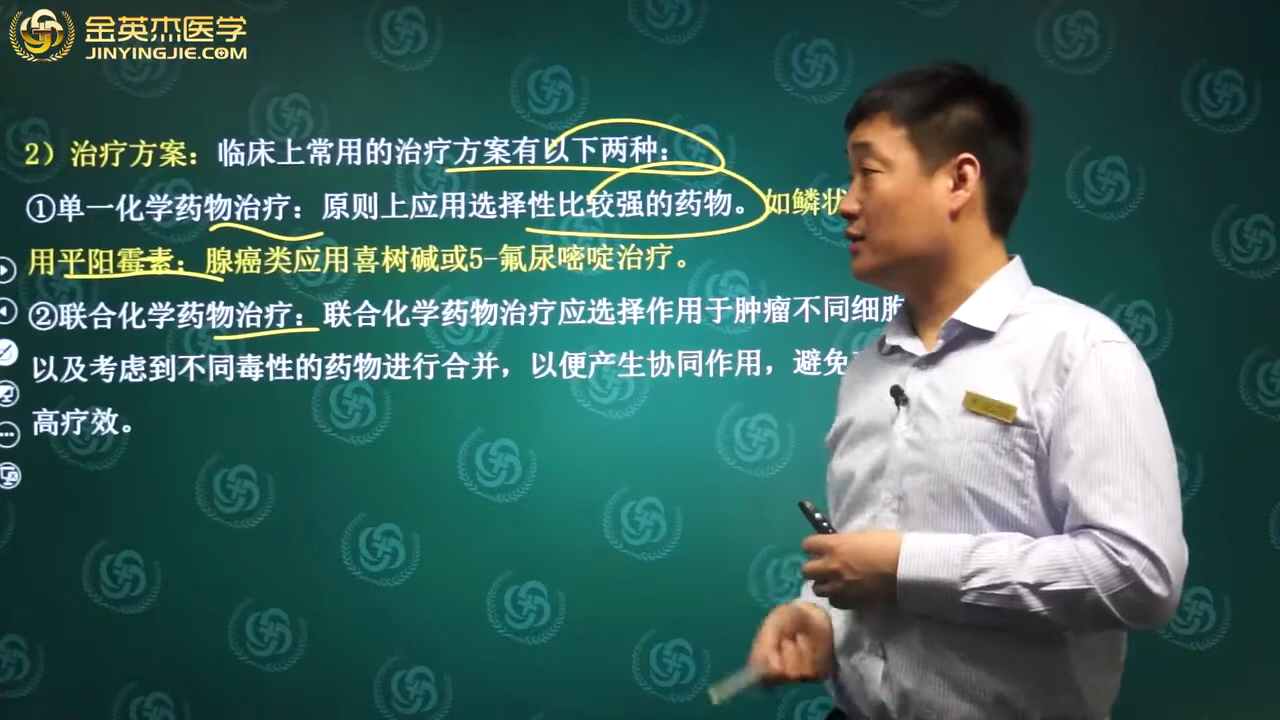 金英杰医学
JINYINGJIE.COM
2）治疗方案：临床上常用的治疗方案有以下两种：
①单一化学药物治疗：原则上应用选择性比较强的药物。如鳞状
用平阳霉素：腺癌类应用喜树碱或5-氟尿嘧啶治疗。
②联合化学药物治疗：联合化学药物治疗应选择作用于肿瘤不同细胞
以及考虑到不同毒性的药物进行合并，以便产生协同作用，避免
高疗效。